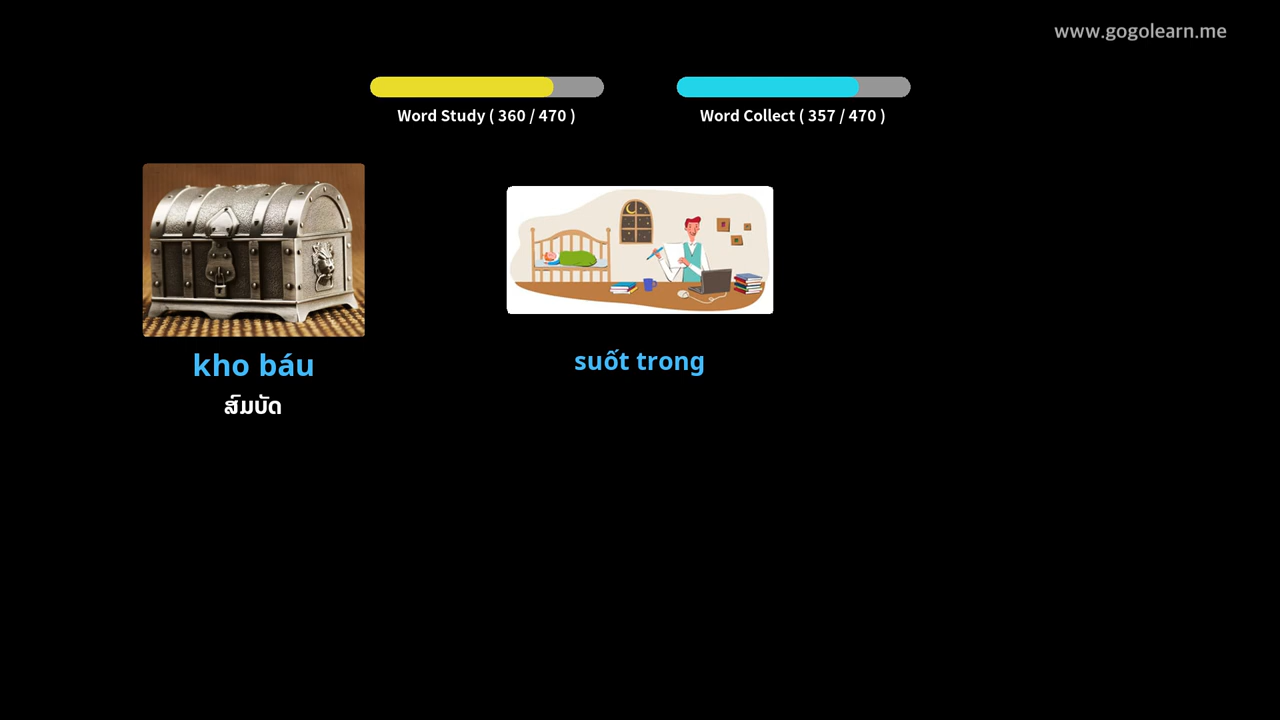 www.gogolearn.me
Word Study ( 360 / 470 )
Word Collect ( 357 / 470 )
kho báu
ສົມບັດ
suốt trong